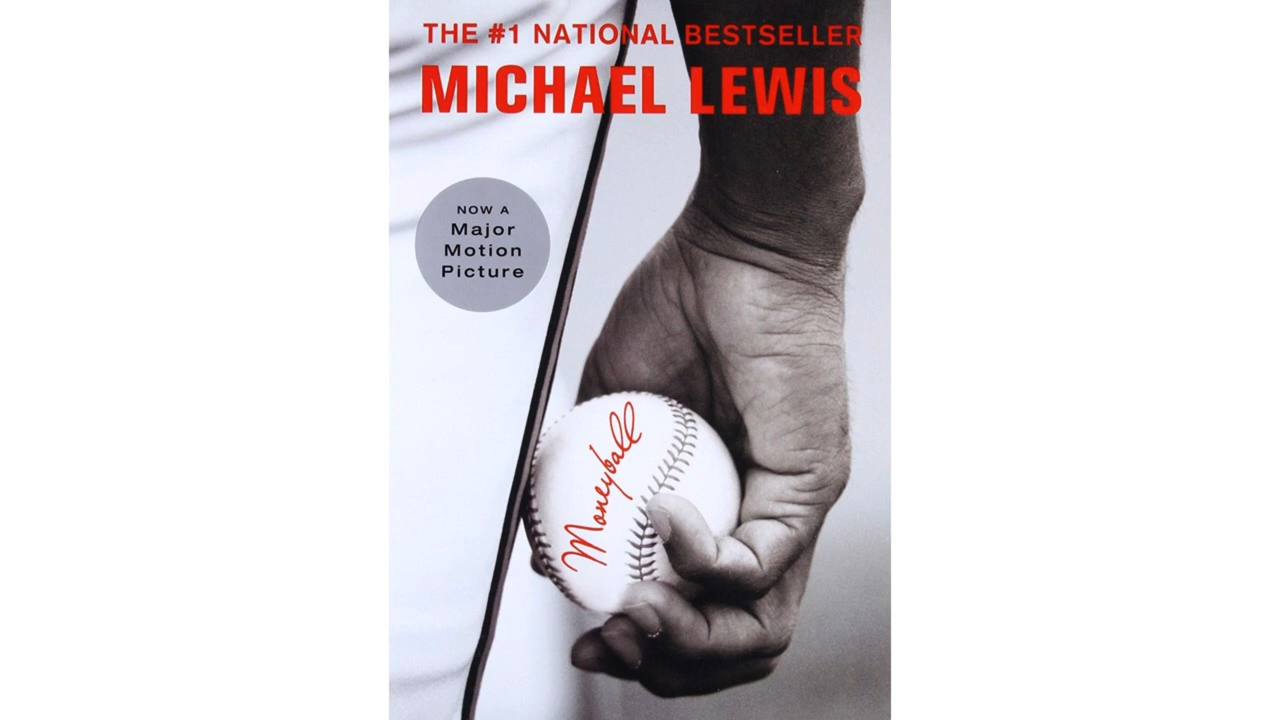 THE #1 NATIONAL BESTSELLER
MICHAEL LEWIS
NOW A
Major
Motion
Picture
Moneyball